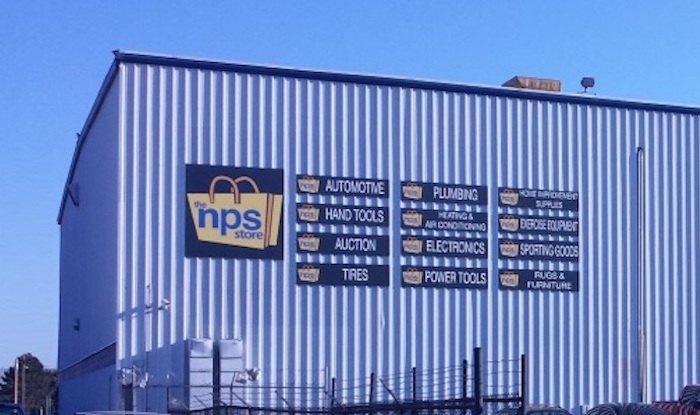 the
nps
store
AUTOMOTIVE
HAND TOOLS
AUCTION
TIRES
PLUMBING
HEATING &
AIR CONDITIONING
ELECTRONICS
POWER TOOLS
HOME IMPROVEMENT
SUPPLIES
EXERCISE EQUIPMENT
SPORTING GOODS
RUGS &
FURNITURE